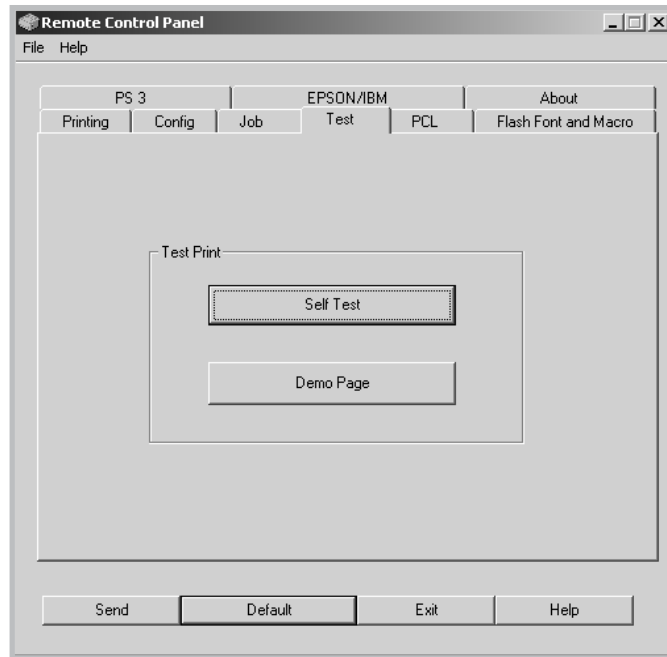 Remote Control Panel
File Help
PS 3 EPSON/IBM About
Printing Config Job Test PCL Flash Font and Macro
Test Print
Self Test
Demo Page
Send Default Exit Help